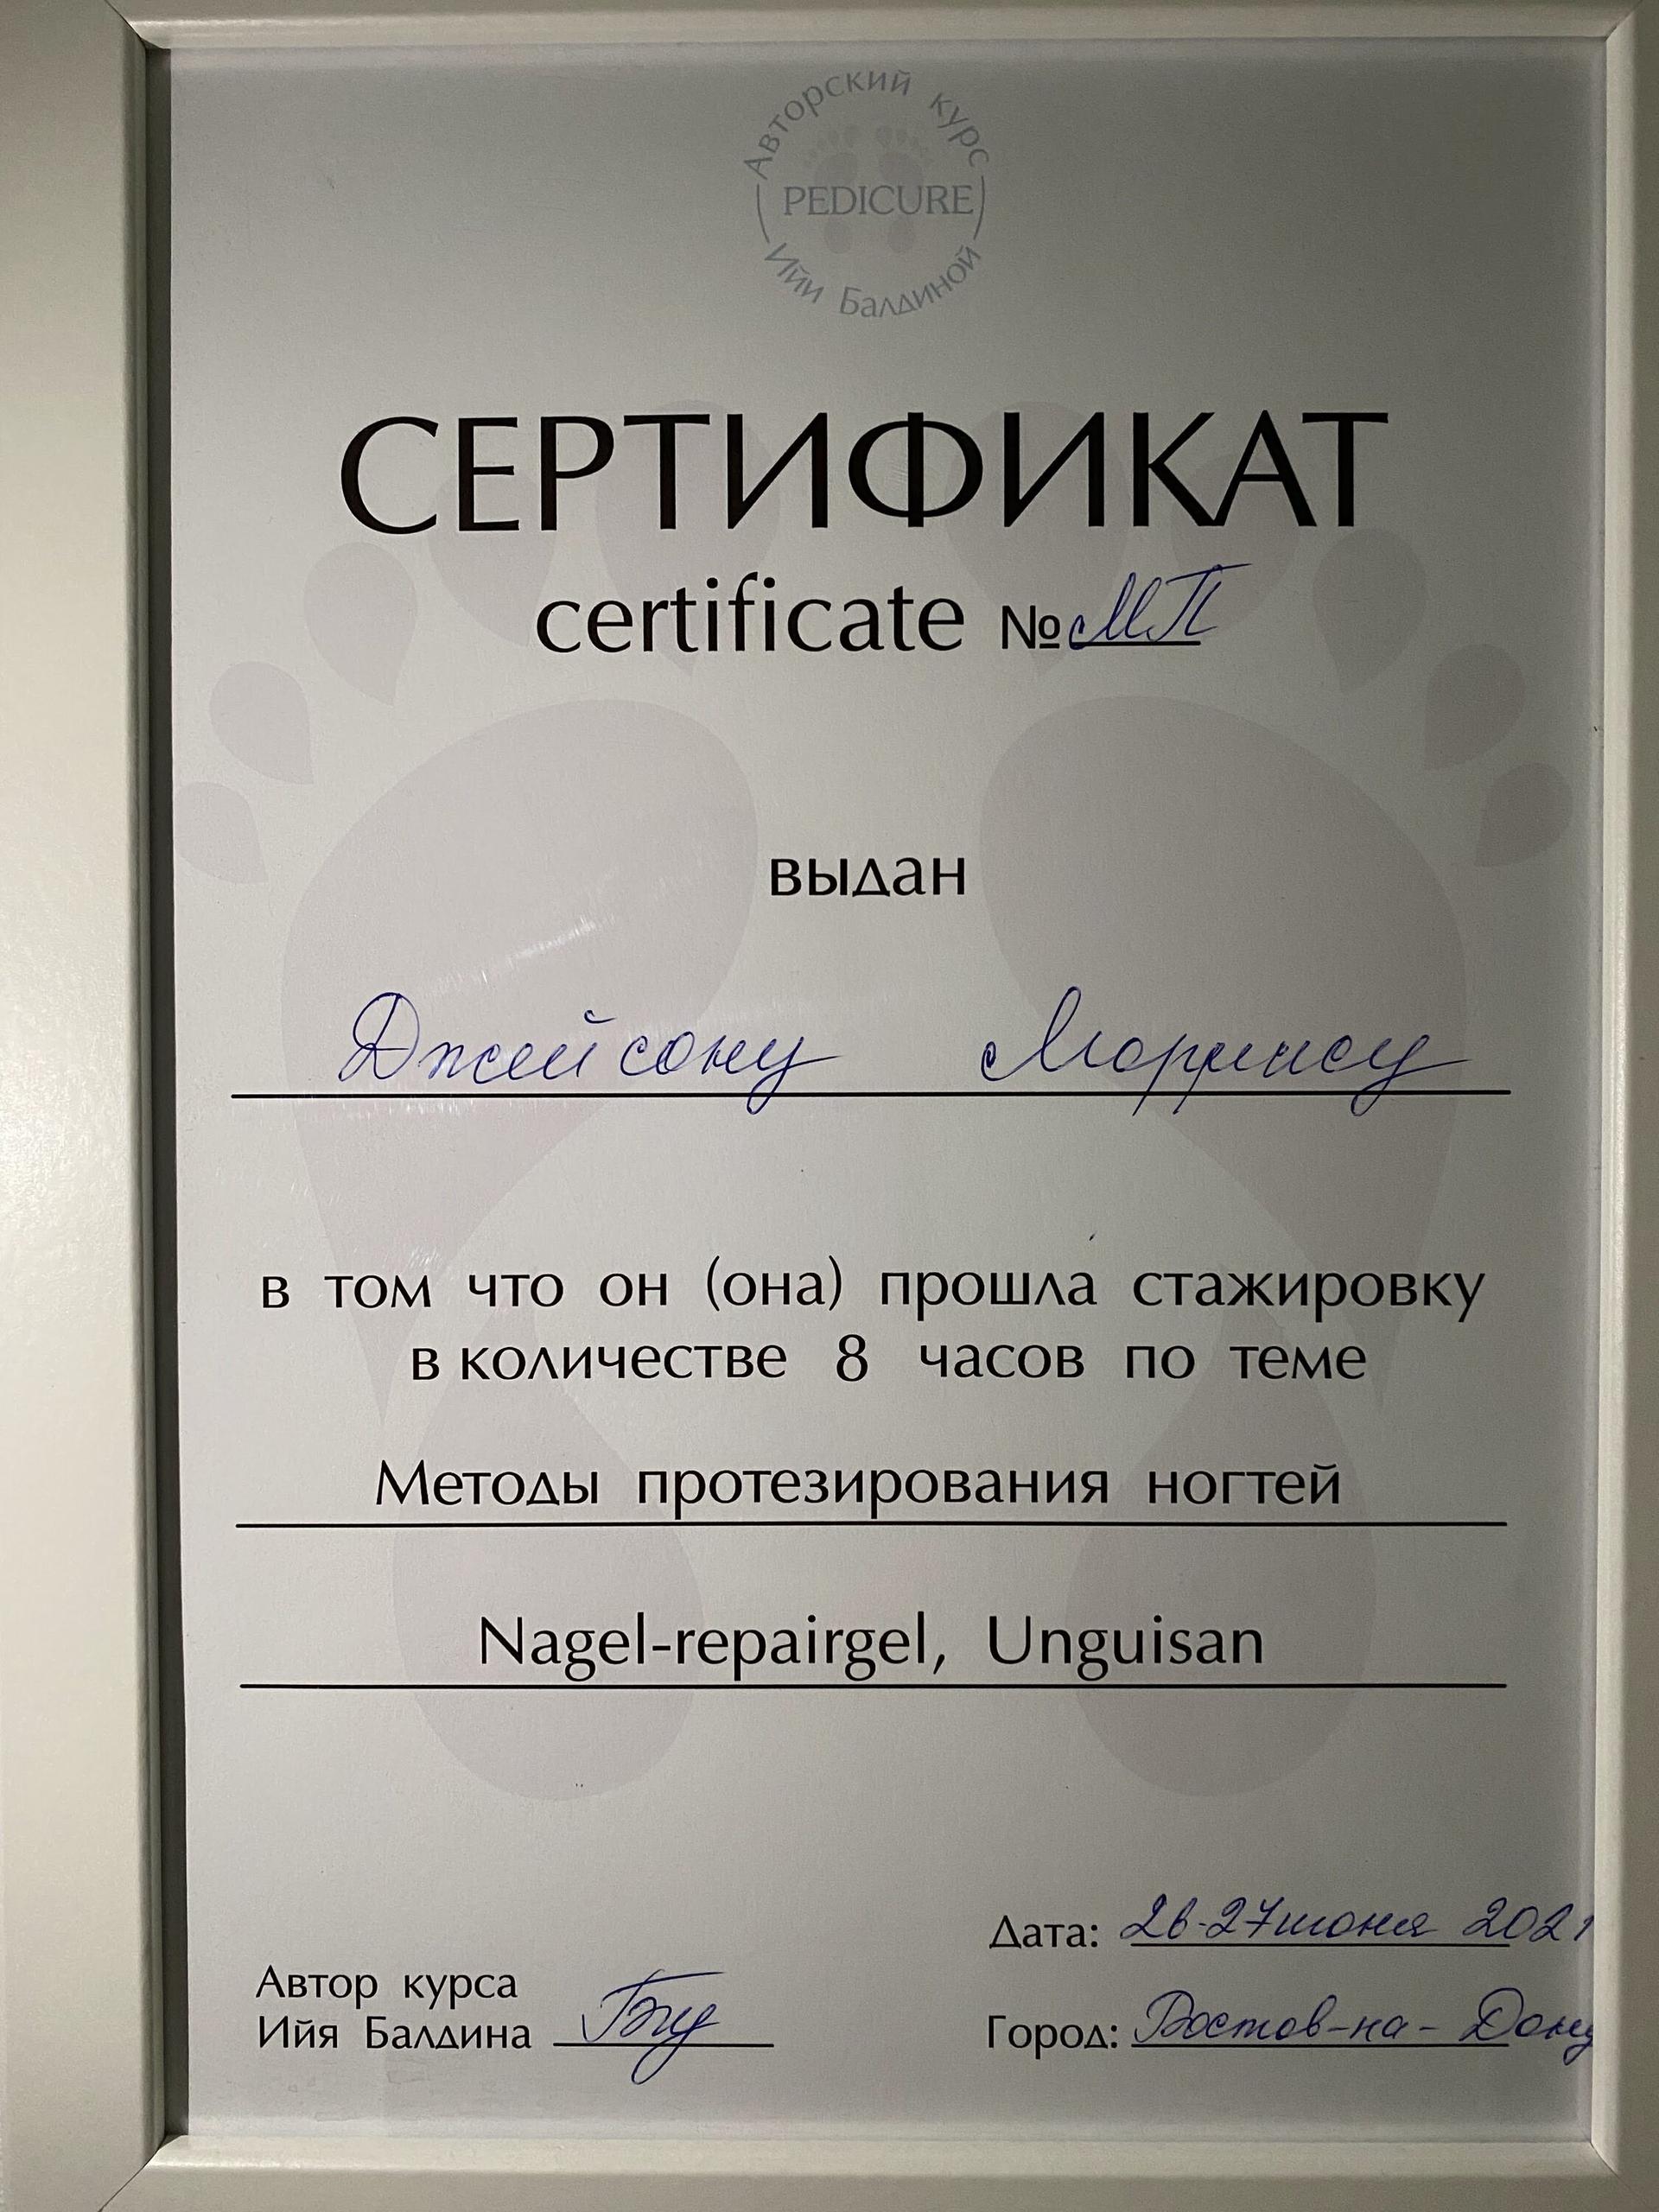 Авторский курс
PEDICURE
Ийи Балдиной
СЕРТИФИКАТ
certificate № МП
выдан
Джейсону Моррису
в том что он (она) прошла стажировку
в количестве 8 часов по теме
Методы протезирования ногтей
Nagel-repairgel, Unguisan
Дата: 26-27 июня 2021
Автор курса
Ийя Балдина
Город: Ростов-на-Дону